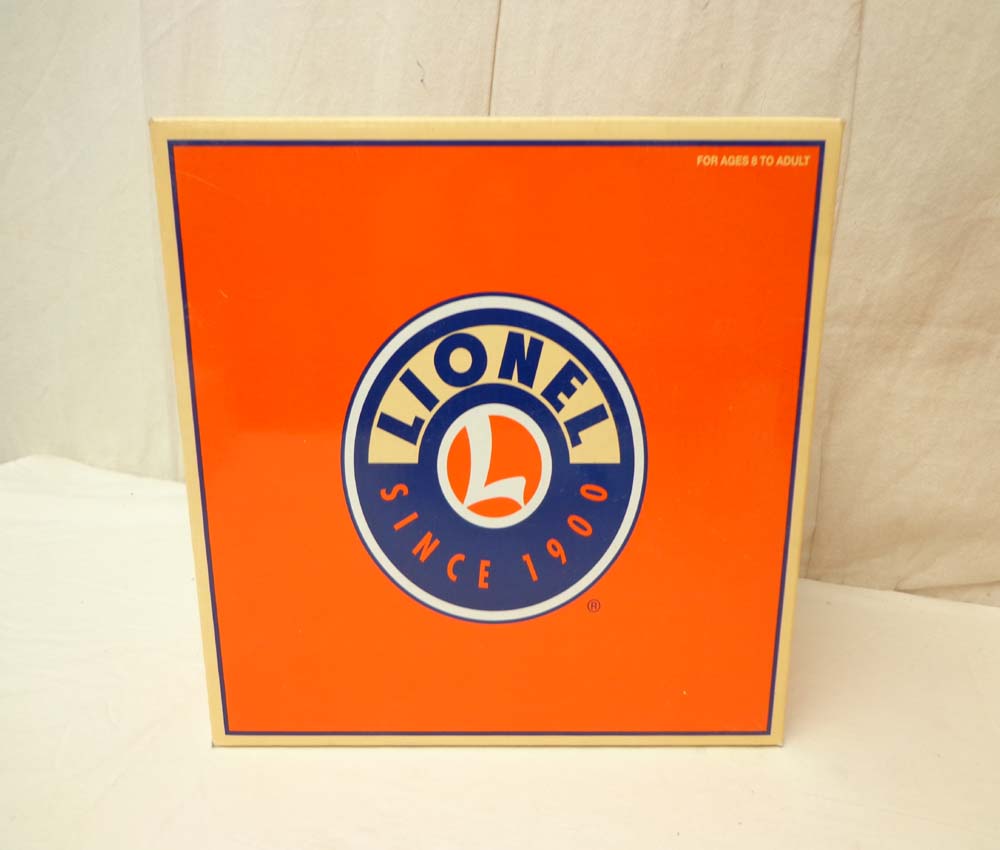 FOR AGES 8 TO ADULT
LIONEL
L
SINCE 1900
®